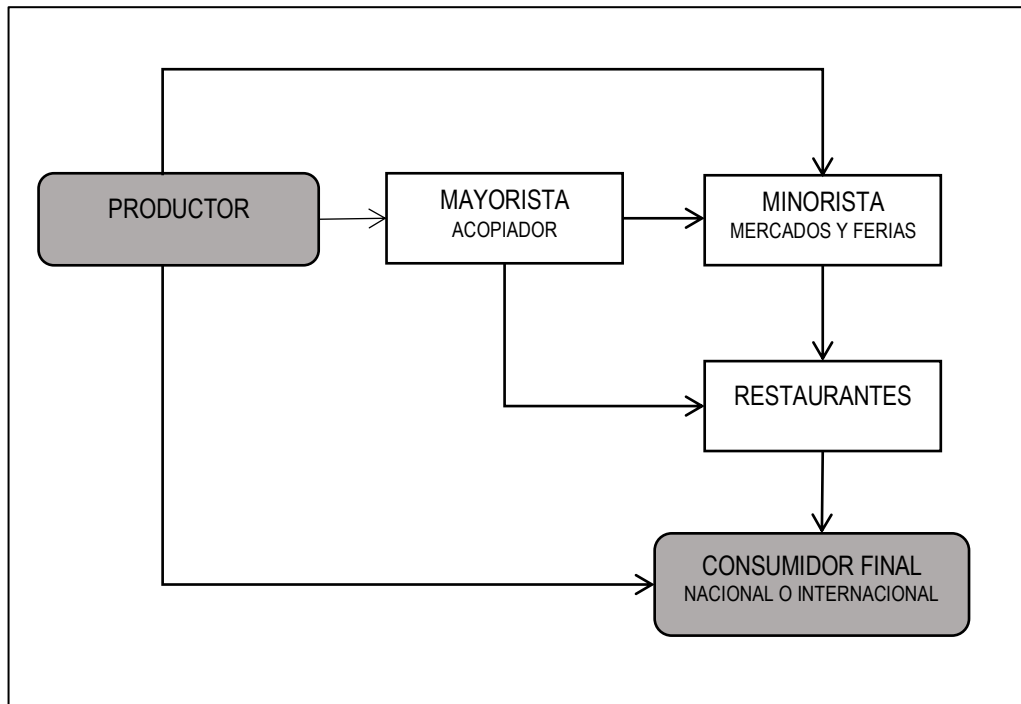 PRODUCTOR
MAYORISTA
ACOPIADOR
MINORISTA
MERCADOS Y FERIAS
RESTAURANTES
CONSUMIDOR FINAL
NACIONAL O INTERNACIONAL